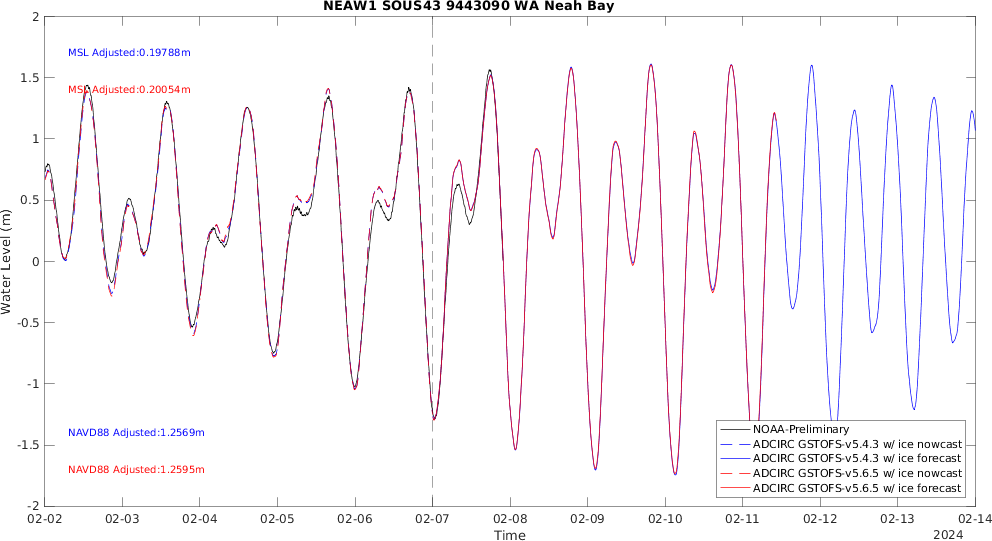 NEAW1 SOUS43 9443090 WA Neah Bay
2
1.5
1
0.5
0
-0.5
-1
-1.5
-2
Water Level (m)
MSL Adjusted:0.19788m
MSL Adjusted:0.20054m
NAVD88 Adjusted:1.2569m
NAVD88 Adjusted:1.2595m
NOAA-Preliminary
ADCIRC GSTOFS-v5.4.3 w/ ice nowcast
ADCIRC GSTOFS-v5.4.3 w/ ice forecast
ADCIRC GSTOFS-v5.6.5 w/ ice nowcast
ADCIRC GSTOFS-v5.6.5 w/ ice forecast
02-02 02-03 02-04 02-05 02-06 02-07 02-08 02-09 02-10 02-11 02-12 02-13 02-14
Time
2024